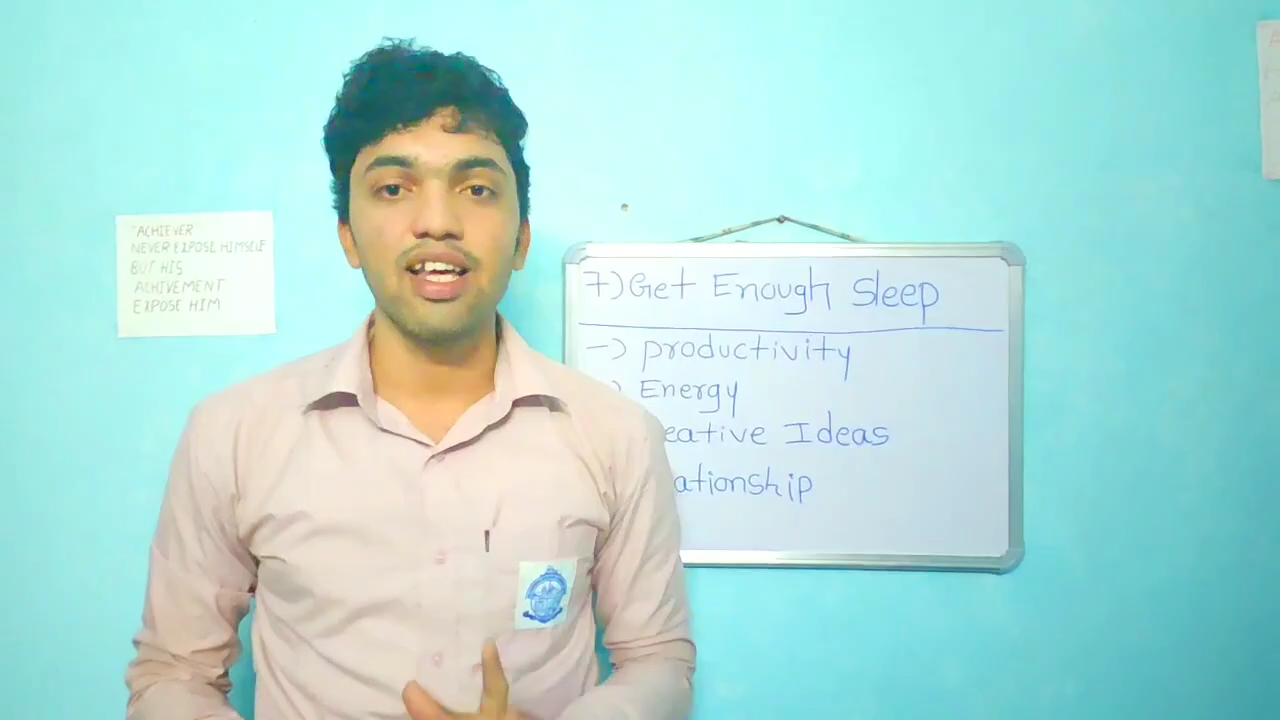 "ACHIEVER
NEVER EXPOSE HIMSELF
BUT HIS
ACHIVEMENT
EXPOSE HIM
7) Get Enough Sleep
-> productivity
Energy
eative Ideas
ationship